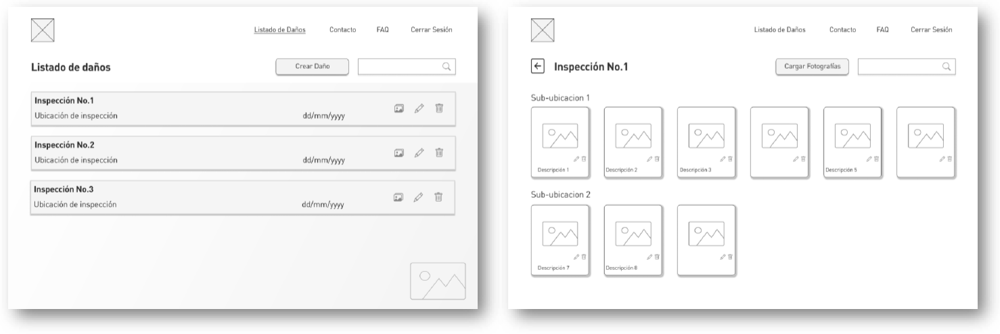 Listado de Daños Contacto FAQ Cerrar Sesión
Listado de daños Crear Daño
Inspección No.1
Ubicación de inspección dd/mm/yyyy
Inspección No.2
Ubicación de inspección dd/mm/yyyy
Inspección No.3
Ubicación de inspección dd/mm/yyyy
Listado de Daños Contacto FAQ Cerrar Sesión
Inspección No.1 Cargar Fotografías
Sub-ubicacion 1
Descripción 1 Descripción 2 Descripción 3 Descripción 5
Sub-ubicacion 2
Descripción 7 Descripción 8